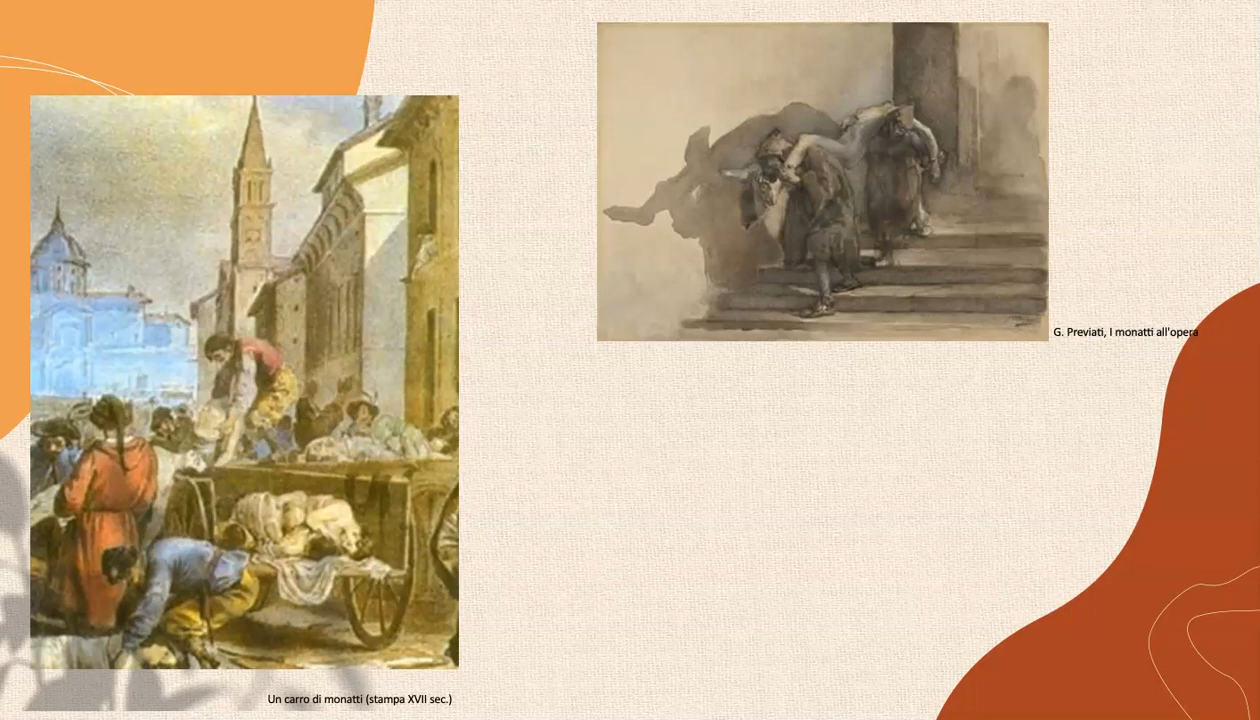 G. Previati, I monatti all'opera
Un carro di monatti (stampa XVII sec.)